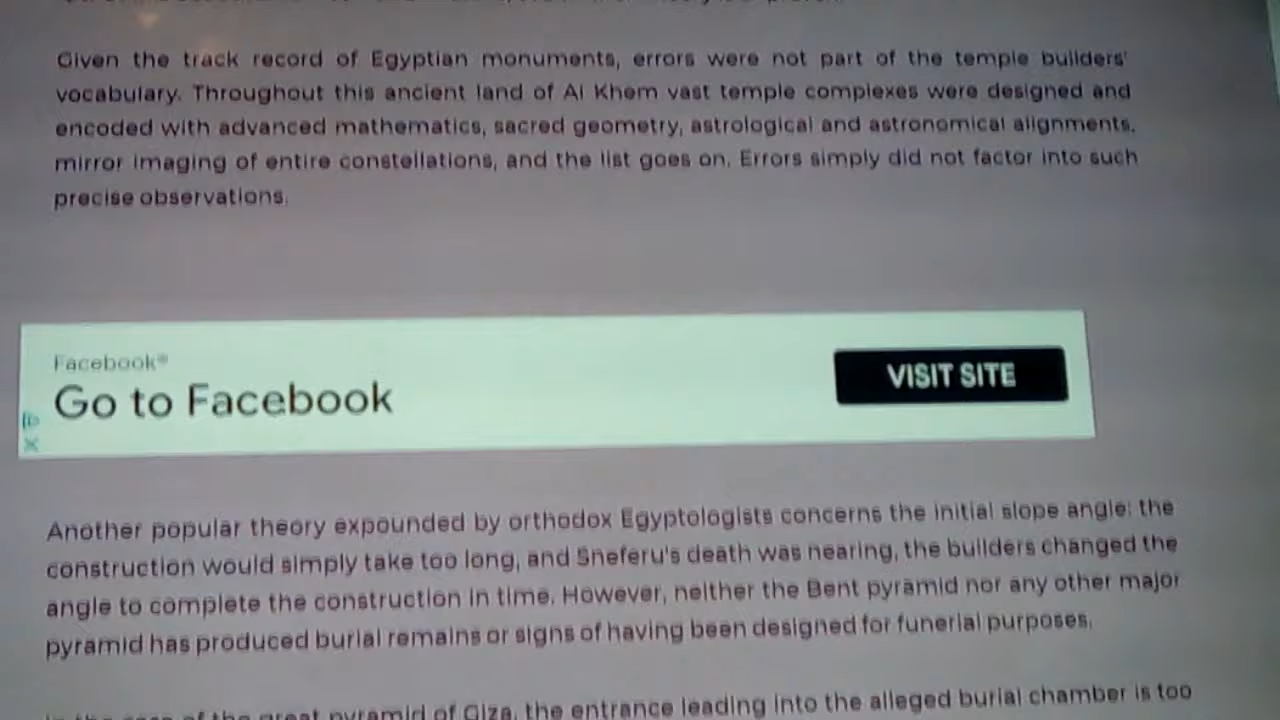 Given the track record of Egyptian monuments, errors were not part of the temple builders'
vocabulary. Throughout this ancient land of Al Khem vast temple complexes were designed and
encoded with advanced mathematics, sacred geometry, astrological and astronomical alignments,
mirror imaging of entire constellations, and the list goes on. Errors simply did not factor into such
precise observations.
Facebook®
Go to Facebook
VISIT SITE
Another popular theory expounded by orthodox Egyptologists concerns the initial slope angle: the
construction would simply take too long, and Sneferu's death was nearing, the builders changed the
angle to complete the construction in time. However, neither the Bent pyramid nor any other major
pyramid has produced burial remains or signs of having been designed for funerial purposes.
the great pyramid of Giza, the entrance leading into the alleged burial chamber is too